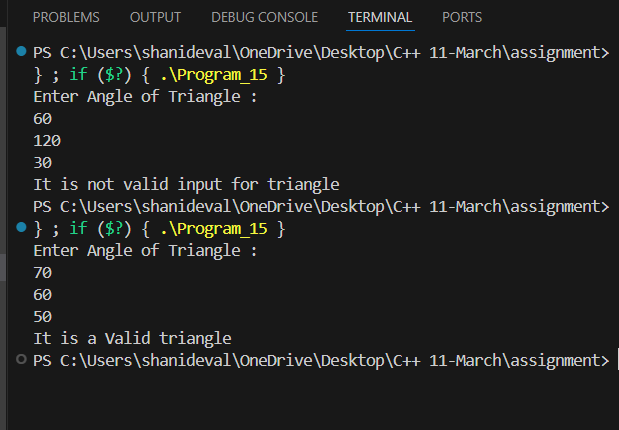 PROBLEMS OUTPUT DEBUG CONSOLE TERMINAL PORTS
PS C:\Users\shanideval\OneDrive\Desktop\C++ 11-March\assignment>
} ; if ($?) { .\Program_15 }
Enter Angle of Triangle :
60
120
30
It is not valid input for triangle
PS C:\Users\shanideval\OneDrive\Desktop\C++ 11-March\assignment>
} ; if ($?) { .\Program_15 }
Enter Angle of Triangle :
70
60
50
It is a Valid triangle
PS C:\Users\shanideval\OneDrive\Desktop\C++ 11-March\assignment>